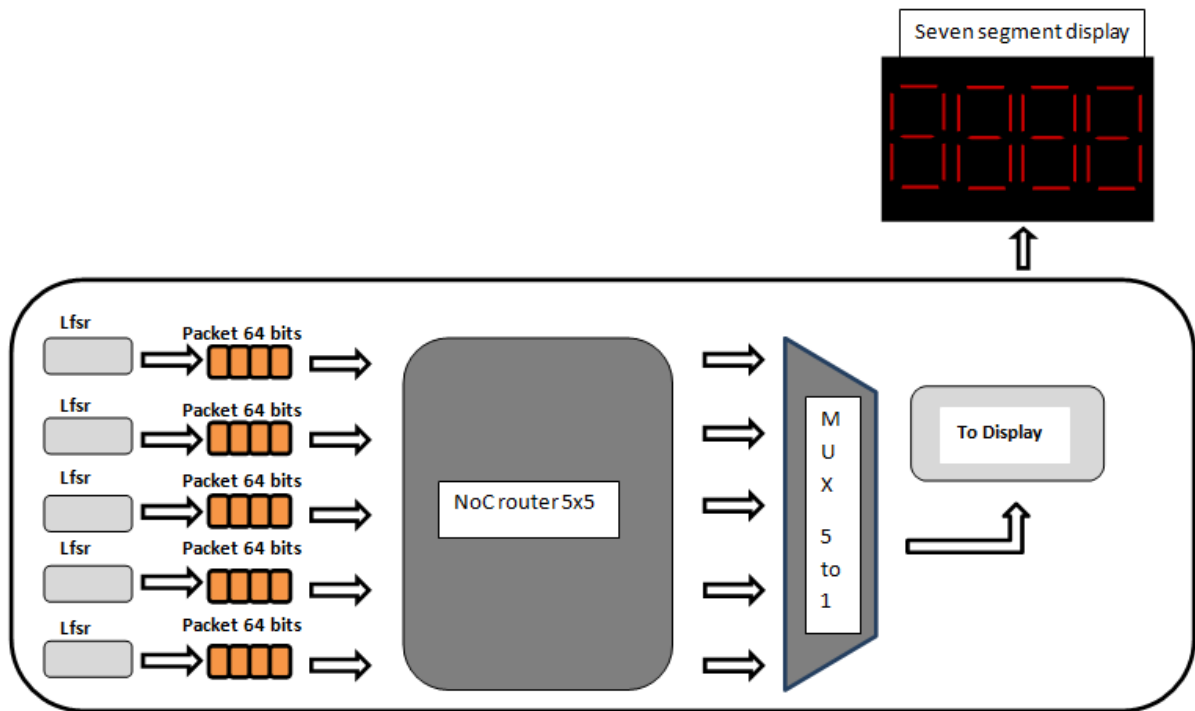 Seven segment display
Lfsr
Packet 64 bits
Lfsr
Packet 64 bits
Lfsr
Packet 64 bits
Lfsr
Packet 64 bits
Lfsr
Packet 64 bits
NoC router 5x5
M
U
X
5
to
1
To Display